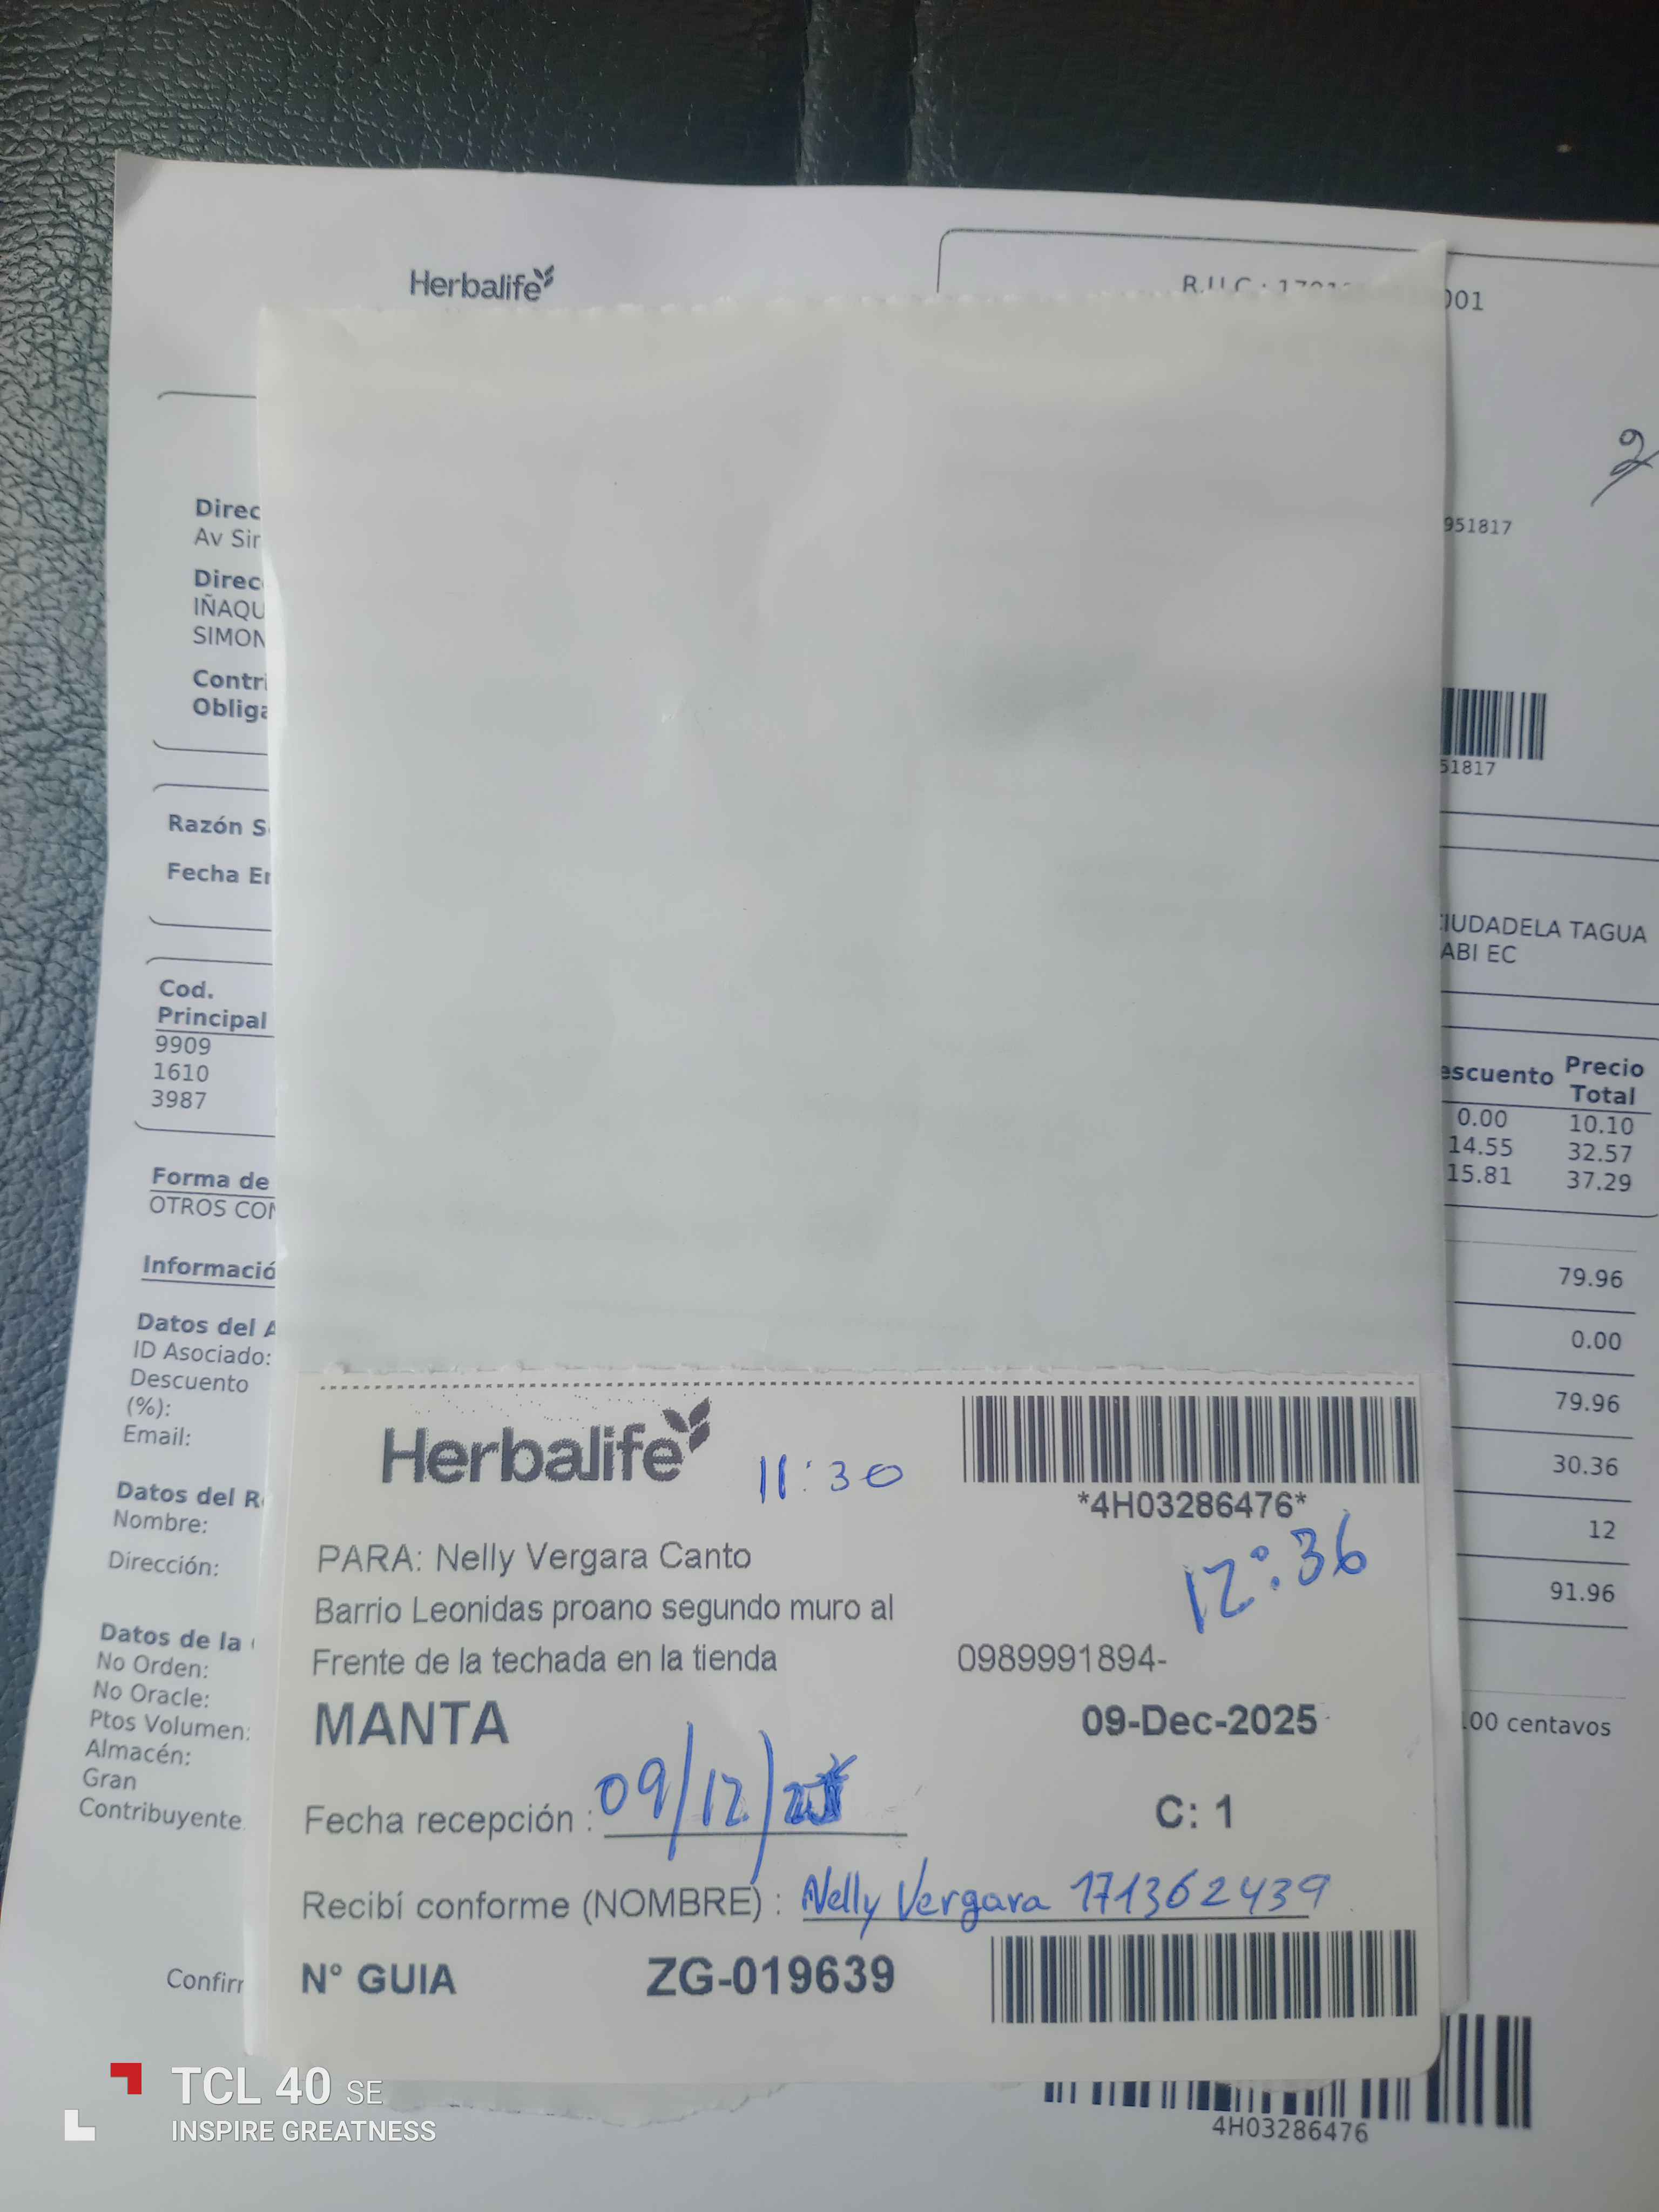 Herbalife
001
951817
Direc
Av Sir
Direc
IÑAQU
SIMON
Contri
Obliga
51817
Razón S
Fecha Er
CIUDADELA TAGUA
ABI EC
Cod.
Principal
9909
1610
3987
escuento Precio
Total
0.00 10.10
14.55 32.57
15.81 37.29
Forma de
OTROS CON
79.96
0.00
79.96
30.36
12
91.96
Informació
Datos del A
ID Asociado:
Descuento
(%):
Email:
Datos del R
Nombre:
Dirección:
Datos de la
No Orden:
No Oracle:
Ptos Volumen:
Almacén:
Gran
Contribuyente
00 centavos
Confirr
Herbalife
11:30
*4H03286476*
12:36
PARA: Nelly Vergara Canto
Barrio Leonidas proano segundo muro al
Frente de la techada en la tienda 0989991894-
MANTA 09-Dec-2025
Fecha recepción : 09/12/
C: 1
Recibí conforme (NOMBRE) : Nelly Vergara 171362439
N° GUIA ZG-019639
4H03286476
TCL 40 SE
INSPIRE GREATNESS